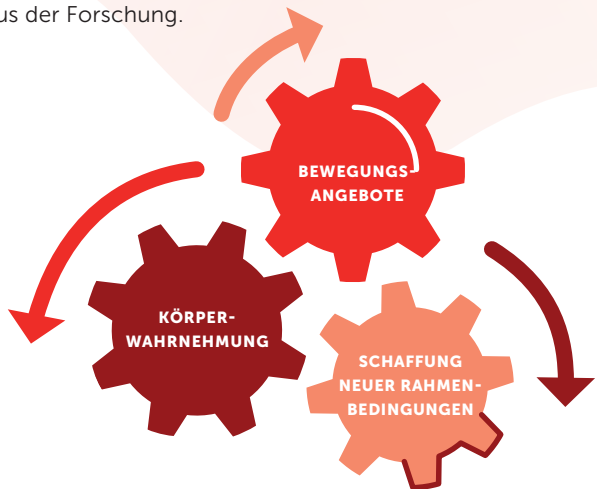 us der Forschung.
BEWEGUNGS-
ANGEBOTE
KÖRPER-
WAHRNEHMUNG
SCHAFFUNG
NEUER RAHMEN-
BEDINGUNGEN